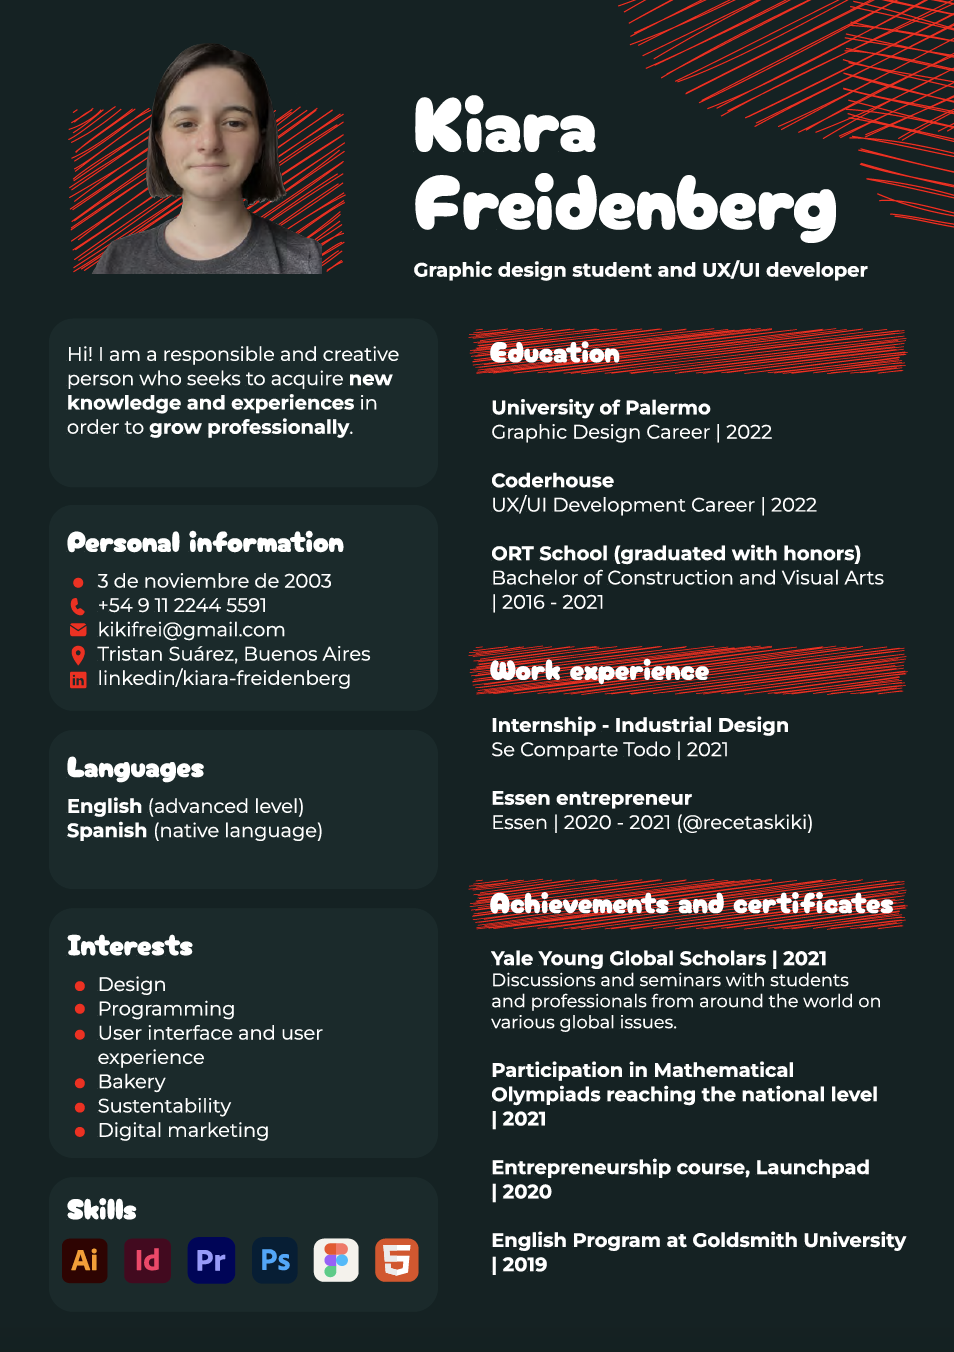 Kiara
Freidenberg
Graphic design student and UX/UI developer
Hi! I am a responsible and creative
person who seeks to acquire new
knowledge and experiences in
order to grow professionally.
Personal information
3 de noviembre de 2003
+54 9 11 2244 5591
kikifrei@gmail.com
Tristan Suárez, Buenos Aires
in linkedin/kiara-freidenberg
Languages
English (advanced level)
Spanish (native language)
Interests
Design
Programming
User interface and user
experience
Bakery
Sustentability
Digital marketing
Skills
Ai Id Pr Ps 5
Education
University of Palermo
Graphic Design Career | 2022
Coderhouse
UX/UI Development Career | 2022
ORT School (graduated with honors)
Bachelor of Construction and Visual Arts
| 2016 - 2021
Work experience
Internship - Industrial Design
Se Comparte Todo | 2021
Essen entrepreneur
Essen | 2020 - 2021 (@recetaskiki)
Achievements and certificates
Yale Young Global Scholars | 2021
Discussions and seminars with students
and professionals from around the world on
various global issues.
Participation in Mathematical
Olympiads reaching the national level
| 2021
Entrepreneurship course, Launchpad
| 2020
English Program at Goldsmith University
| 2019